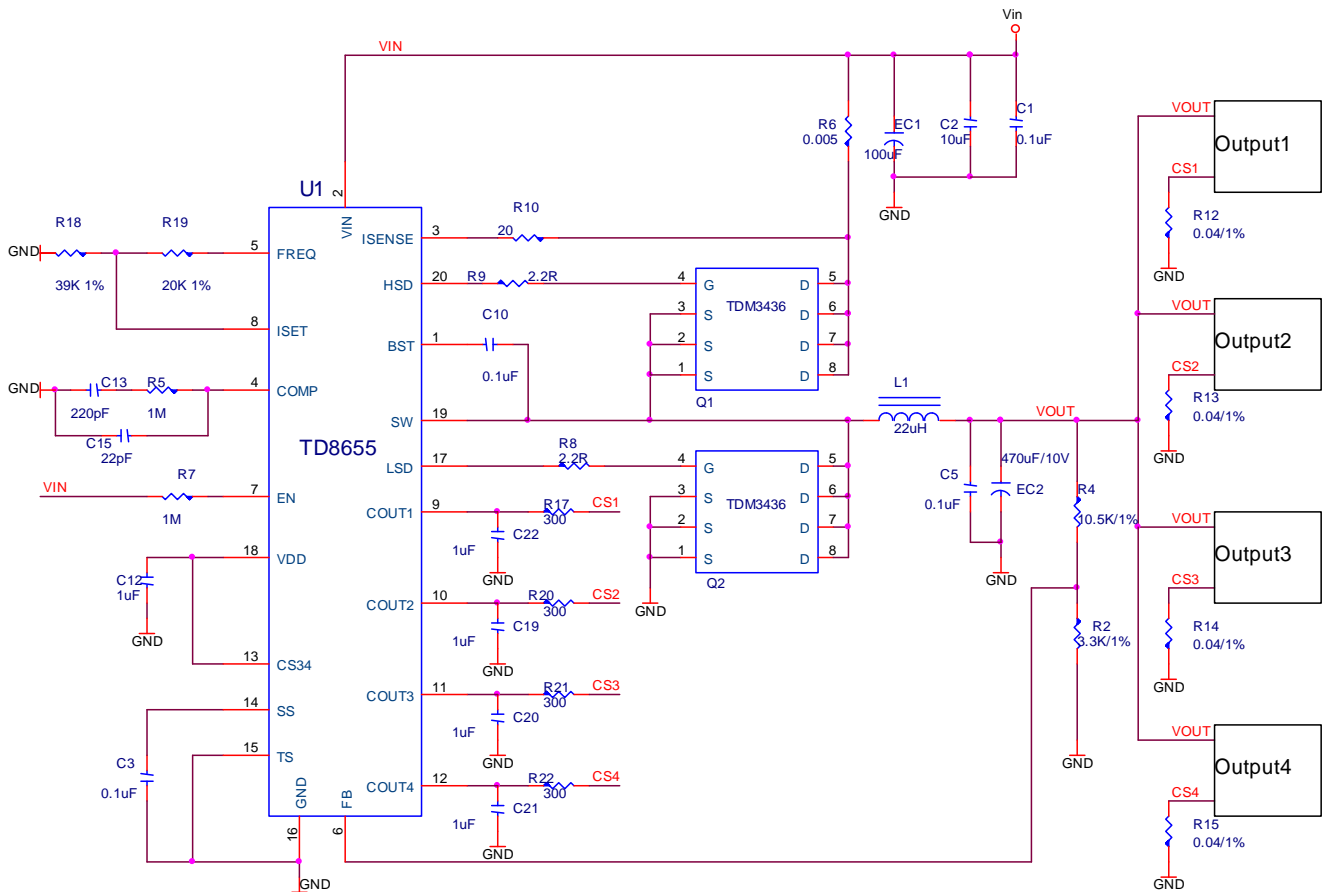 Vin
VIN
R6
0.005
EC1
100uF
C2
10uF
C1
0.1uF
GND
VOUT
Output1
CS1
R12
0.04/1%
GND
U1
2
VIN
R18
R19
GND
39K 1%
20K 1%
5
FREQ
8
ISET
3
ISENSE
R10
20
20
HSD
R9
2.2R
4
G
D
5
3
S
TDM3436
D
6
2
S
D
7
1
S
D
8
Q1
1
BST
C10
0.1uF
VOUT
Output2
CS2
R13
0.04/1%
GND
GND
C13
R5
220pF
1M
C15
22pF
4
COMP
19
SW
TD8655
L1
22uH
VOUT
17
LSD
R8
2.2R
4
G
D
5
3
S
TDM3436
D
6
2
S
D
7
1
S
D
8
Q2
GND
C5
0.1uF
470uF/10V
EC2
GND
R4
10.5K/1%
R2
3.3K/1%
GND
VIN
R7
1M
7
EN
9
COUT1
R17
300
CS1
C22
1uF
GND
18
VDD
C12
1uF
GND
10
COUT2
R20
300
CS2
C19
1uF
GND
13
CS34
11
COUT3
R21
300
CS3
C20
1uF
GND
14
SS
15
TS
C3
0.1uF
12
COUT4
R22
300
CS4
C21
1uF
GND
GND
16
FB
6
GND
VOUT
Output3
CS3
R14
0.04/1%
GND
VOUT
Output4
CS4
R15
0.04/1%
GND